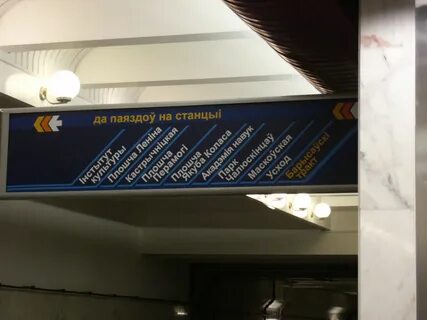 да паяздоў на станцыі
Інстытут
культуры
Плошча Леніна
Кастрычніцкая
Плошча
Перамогі
Плошча
Якуба Коласа
Акадэмія навук
Парк
Чалюскінцаў
Маскоўская
Усход
Барысаўскі
тракт